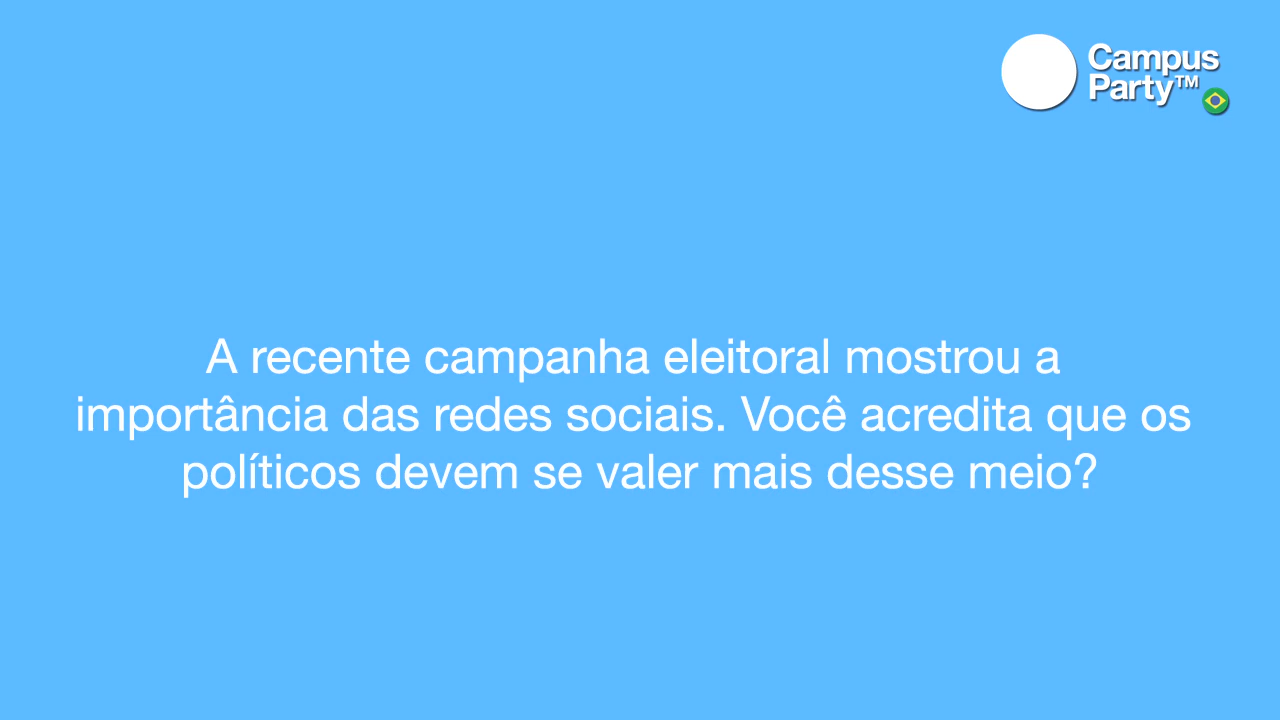 Campus
Party™
A recente campanha eleitoral mostrou a
importância das redes sociais. Você acredita que os
políticos devem se valer mais desse meio?